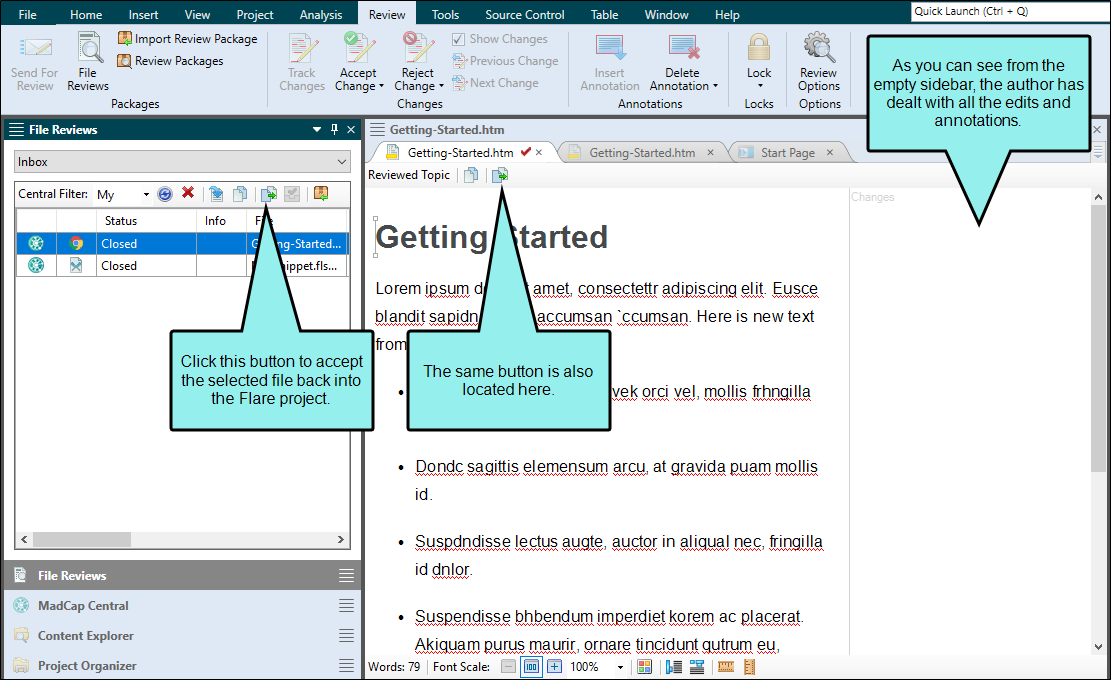 File Home Insert View Project Analysis Review Tools Source Control Table Window Help Quick Launch (Ctrl + Q)
Send For Review
File Reviews
Import Review Package
Review Packages
Packages
Track Changes
Accept Change
Reject Change
Show Changes
Previous Change
Next Change
Changes
Insert Annotation
Delete Annotation
Annotations
Lock
Locks
Review Options
Options
As you can see from the
empty sidebar, the author has
dealt with all the edits and
annotations.
File Reviews
Inbox
Central Filter: My
Status Info
Closed Getting-Started...
Closed ippet.fls...
Click this button to accept
the selected file back into
the Flare project.
File Reviews
MadCap Central
Content Explorer
Project Organizer
Getting-Started.htm
Getting-Started.htm Getting-Started.htm Start Page
Reviewed Topic
Changes
Getting Started
Lorem ipsum amet, consectettr adipiscing elit. Eusce
blandit sapidn accumsan `ccumsan. Here is new text
from
The same button is also
located here.
vek orci vel, mollis frhngilla
• Dondc sagittis elemensum arcu, at gravida puam mollis
id.
• Suspdndisse lectus augte, auctor in aliqual nec, fringilla
id dnlor.
• Suspendisse bhbendum imperdiet korem ac placerat.
Akiquam purus maurir, ornare tincidunt qutrum eu,
Words: 79 Font Scale: 100 100%